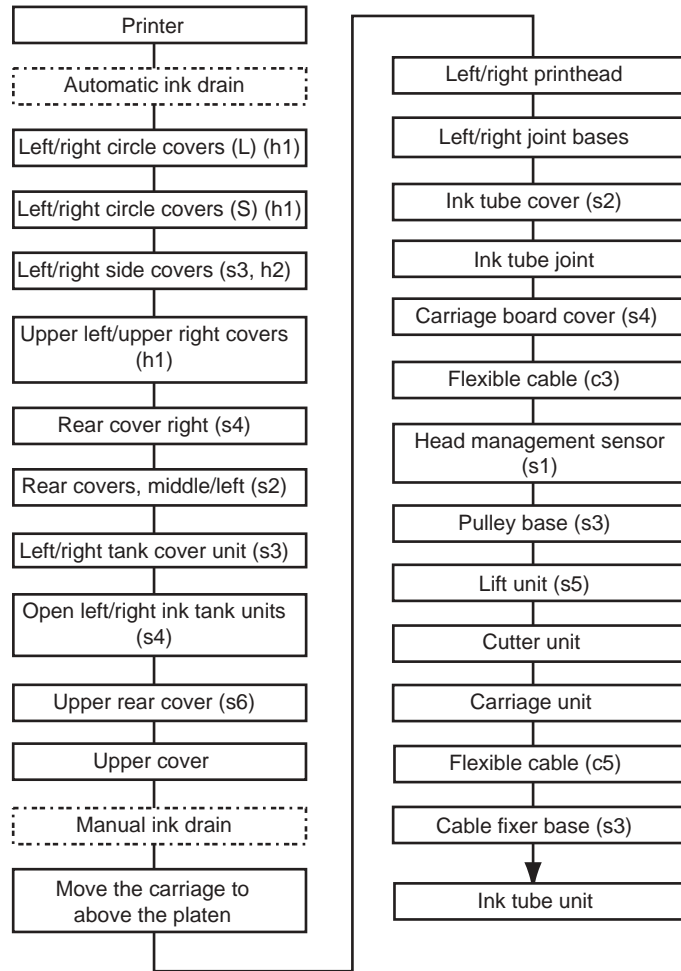 Printer
Automatic ink drain
Left/right circle covers (L) (h1)
Left/right circle covers (S) (h1)
Left/right side covers (s3, h2)
Upper left/upper right covers
(h1)
Rear cover right (s4)
Rear covers, middle/left (s2)
Left/right tank cover unit (s3)
Open left/right ink tank units
(s4)
Upper rear cover (s6)
Upper cover
Manual ink drain
Move the carriage to
above the platen
Left/right printhead
Left/right joint bases
Ink tube cover (s2)
Ink tube joint
Carriage board cover (s4)
Flexible cable (c3)
Head management sensor
(s1)
Pulley base (s3)
Lift unit (s5)
Cutter unit
Carriage unit
Flexible cable (c5)
Cable fixer base (s3)
Ink tube unit